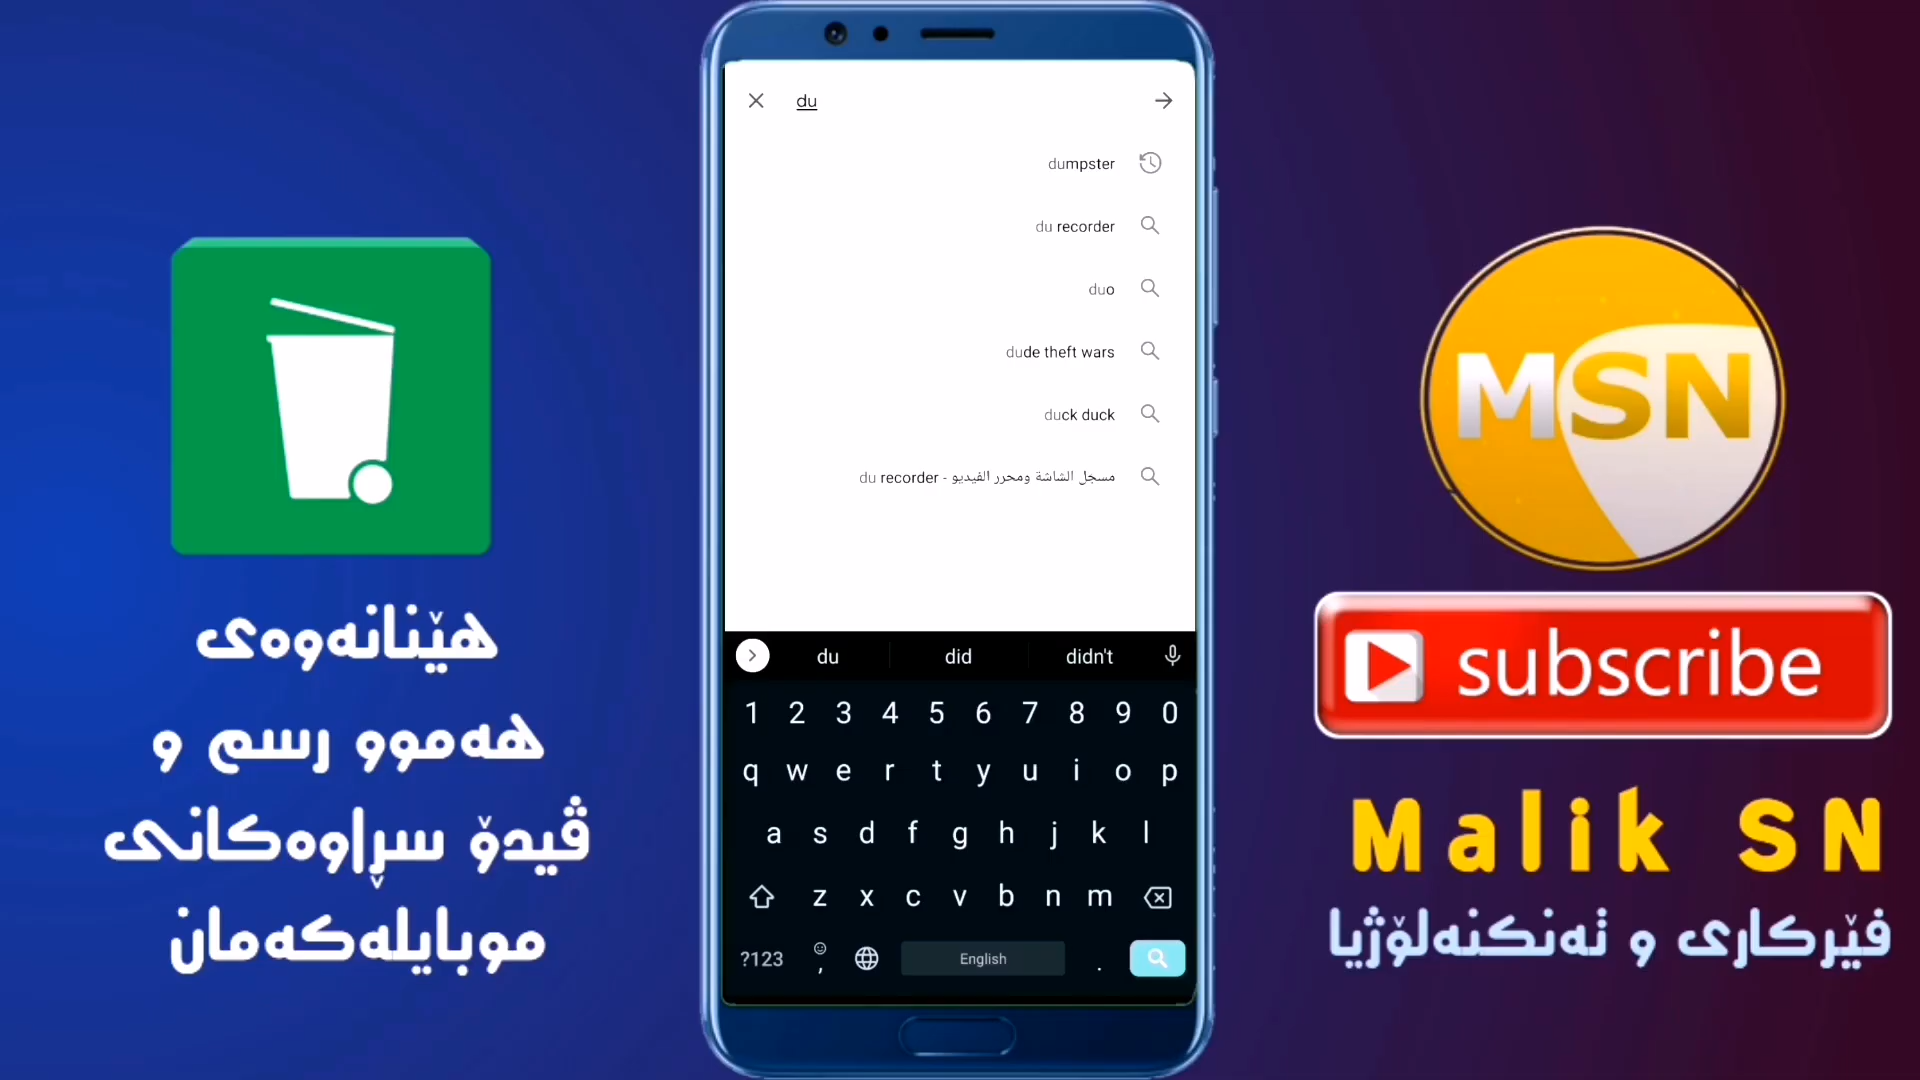 du
dumpster
du recorder
duo
dude theft wars
duck duck
du recorder - مسجل الشاشة ومحرر الفيديو
du did didn't
1 2 3 4 5 6 7 8 9 0
q w e r t y u i o p
a s d f g h j k l
z x c v b n m
?123 , English .
هێنانەوەی
هەموو رسم و
ڤیدۆ سڕاوەکانی
موبایلەکەمان
MSN
subscribe
Malik SN
فێرکاری و تەنکنەلۆژیا